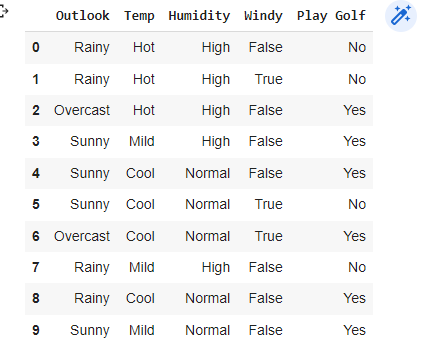 Outlook Temp Humidity Windy Play Golf
0 Rainy Hot High False No
1 Rainy Hot High True No
2 Overcast Hot High False Yes
3 Sunny Mild High False Yes
4 Sunny Cool Normal False Yes
5 Sunny Cool Normal True No
6 Overcast Cool Normal True Yes
7 Rainy Mild High False No
8 Rainy Cool Normal False Yes
9 Sunny Mild Normal False Yes